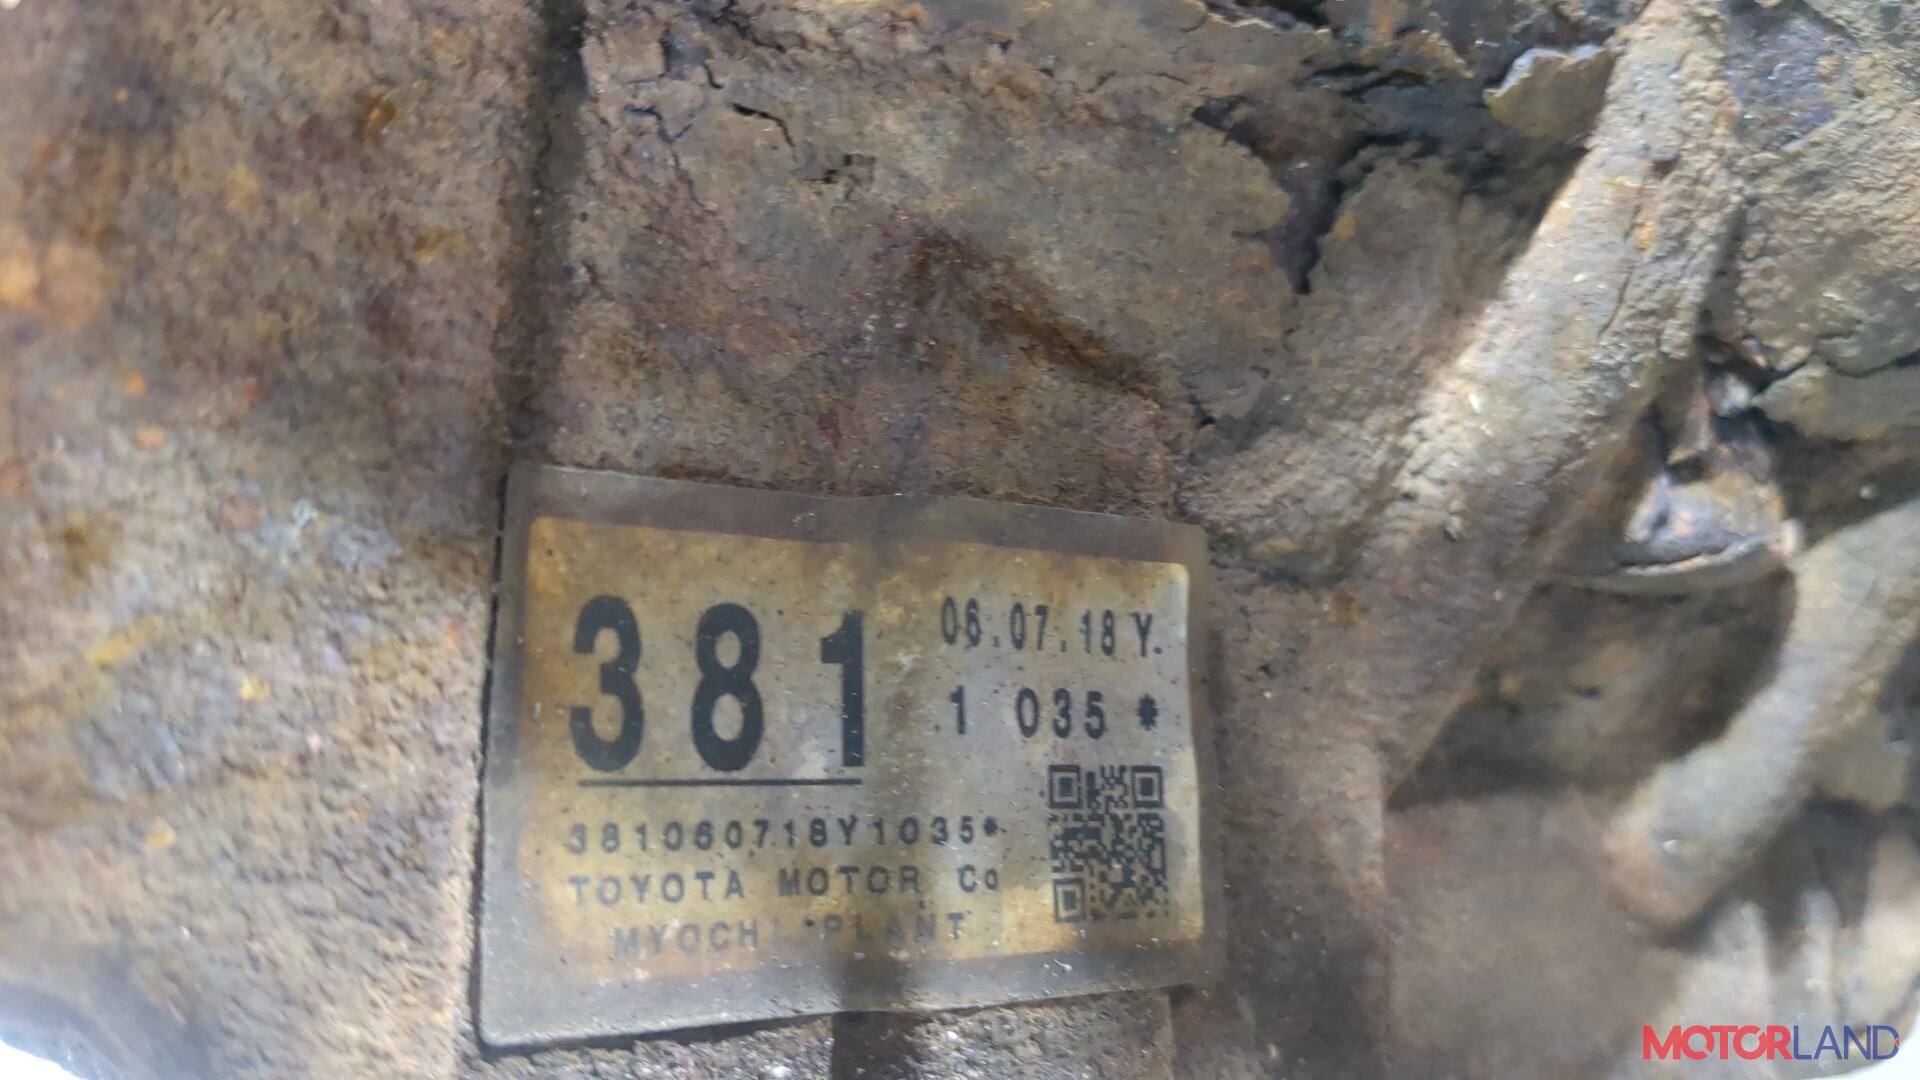 381
06.07.18 Y.
1 035 *
381060718Y1035*
TOYOTA MOTOR Co
MYOCHI PLANT
MOTORLAND